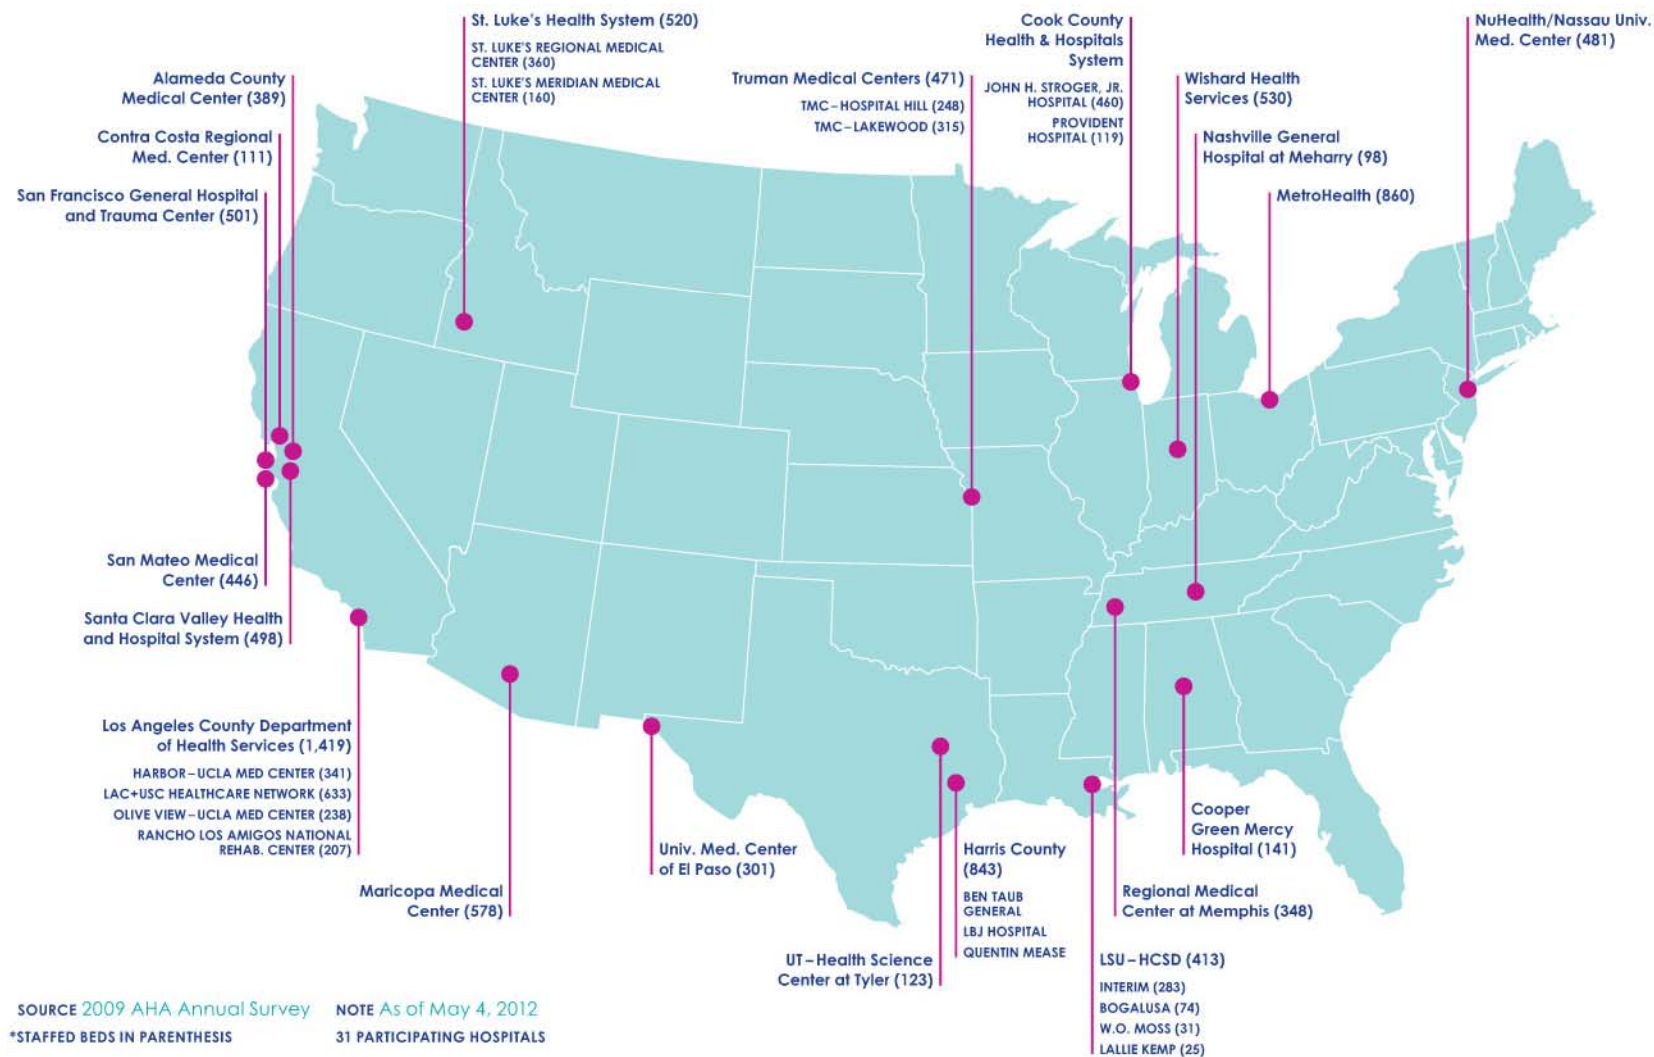 St. Luke's Health System (520)
ST. LUKE'S REGIONAL MEDICAL
CENTER (360)
ST. LUKE'S MERIDIAN MEDICAL
CENTER (160)
Cook County
Health & Hospitals
System
JOHN H. STROGER, JR.
HOSPITAL (460)
PROVIDENT
HOSPITAL (119)
NuHealth/Nassau Univ.
Med. Center (481)
Alameda County
Medical Center (389)
Truman Medical Centers (471)
TMC–HOSPITAL HILL (248)
TMC–LAKEWOOD (315)
Wishard Health
Services (530)
Contra Costa Regional
Med. Center (111)
Nashville General
Hospital at Meharry (98)
San Francisco General Hospital
and Trauma Center (501)
MetroHealth (860)
San Mateo Medical
Center (446)
Santa Clara Valley Health
and Hospital System (498)
Los Angeles County Department
of Health Services (1,419)
HARBOR–UCLA MED CENTER (341)
LAC+USC HEALTHCARE NETWORK (633)
OLIVE VIEW–UCLA MED CENTER (238)
RANCHO LOS AMIGOS NATIONAL
REHAB. CENTER (207)
Maricopa Medical
Center (578)
Univ. Med. Center
of El Paso (301)
UT–Health Science
Center at Tyler (123)
Harris County
(843)
BEN TAUB
GENERAL
LBJ HOSPITAL
QUENTIN MEASE
Cooper
Green Mercy
Hospital (141)
Regional Medical
Center at Memphis (348)
LSU–HCSD (413)
INTERIM (283)
BOGALUSA (74)
W.O. MOSS (31)
LALLIE KEMP (25)
SOURCE 2009 AHA Annual Survey
*STAFFED BEDS IN PARENTHESIS
NOTE As of May 4, 2012
31 PARTICIPATING HOSPITALS